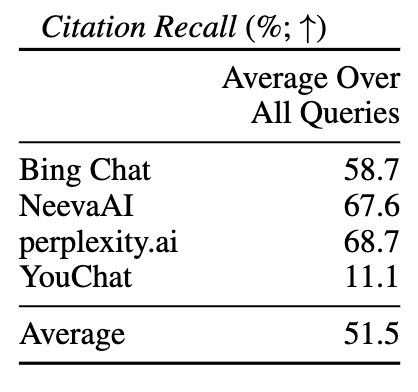 Citation Recall (%; ↑)
Average Over
All Queries
Bing Chat 58.7
NeevaAI 67.6
perplexity.ai 68.7
YouChat 11.1
Average 51.5